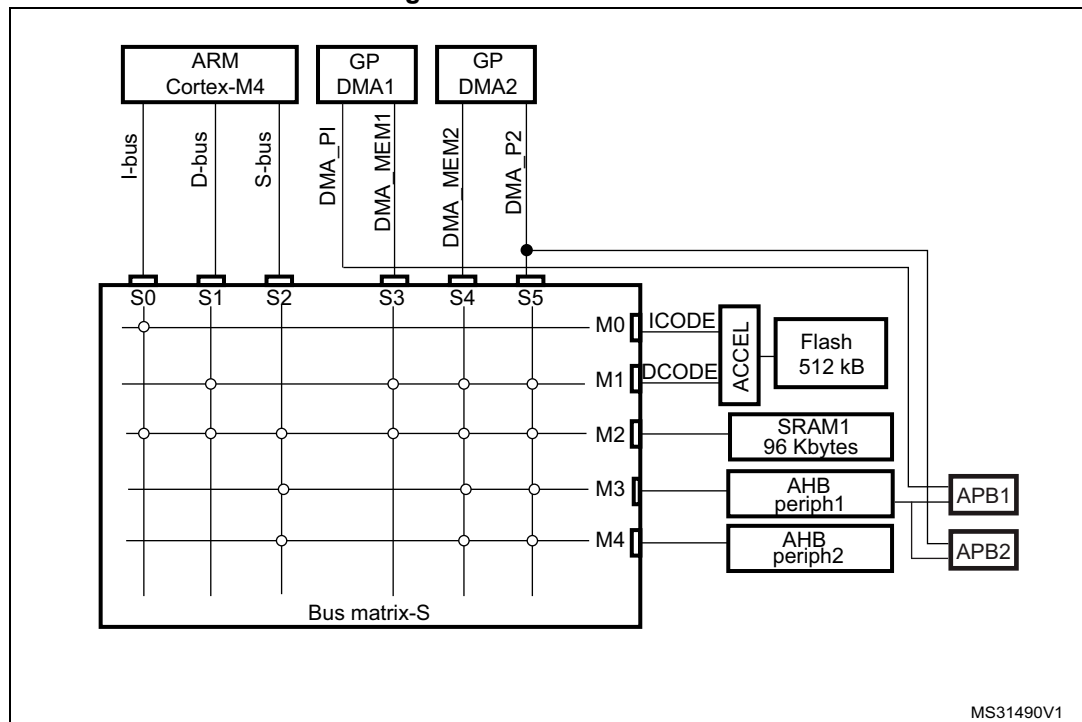 ARM
Cortex-M4
GP
DMA1
GP
DMA2
I-bus
D-bus
S-bus
DMA_PI
DMA_MEM1
DMA_MEM2
DMA_P2
S0 S1 S2 S3 S4 S5
M0 ICODE
M1 DCODE
ACCEL
Flash
512 kB
M2
SRAM1
96 Kbytes
M3
AHB
periph1
APB1
M4
AHB
periph2
APB2
Bus matrix-S
MS31490V1